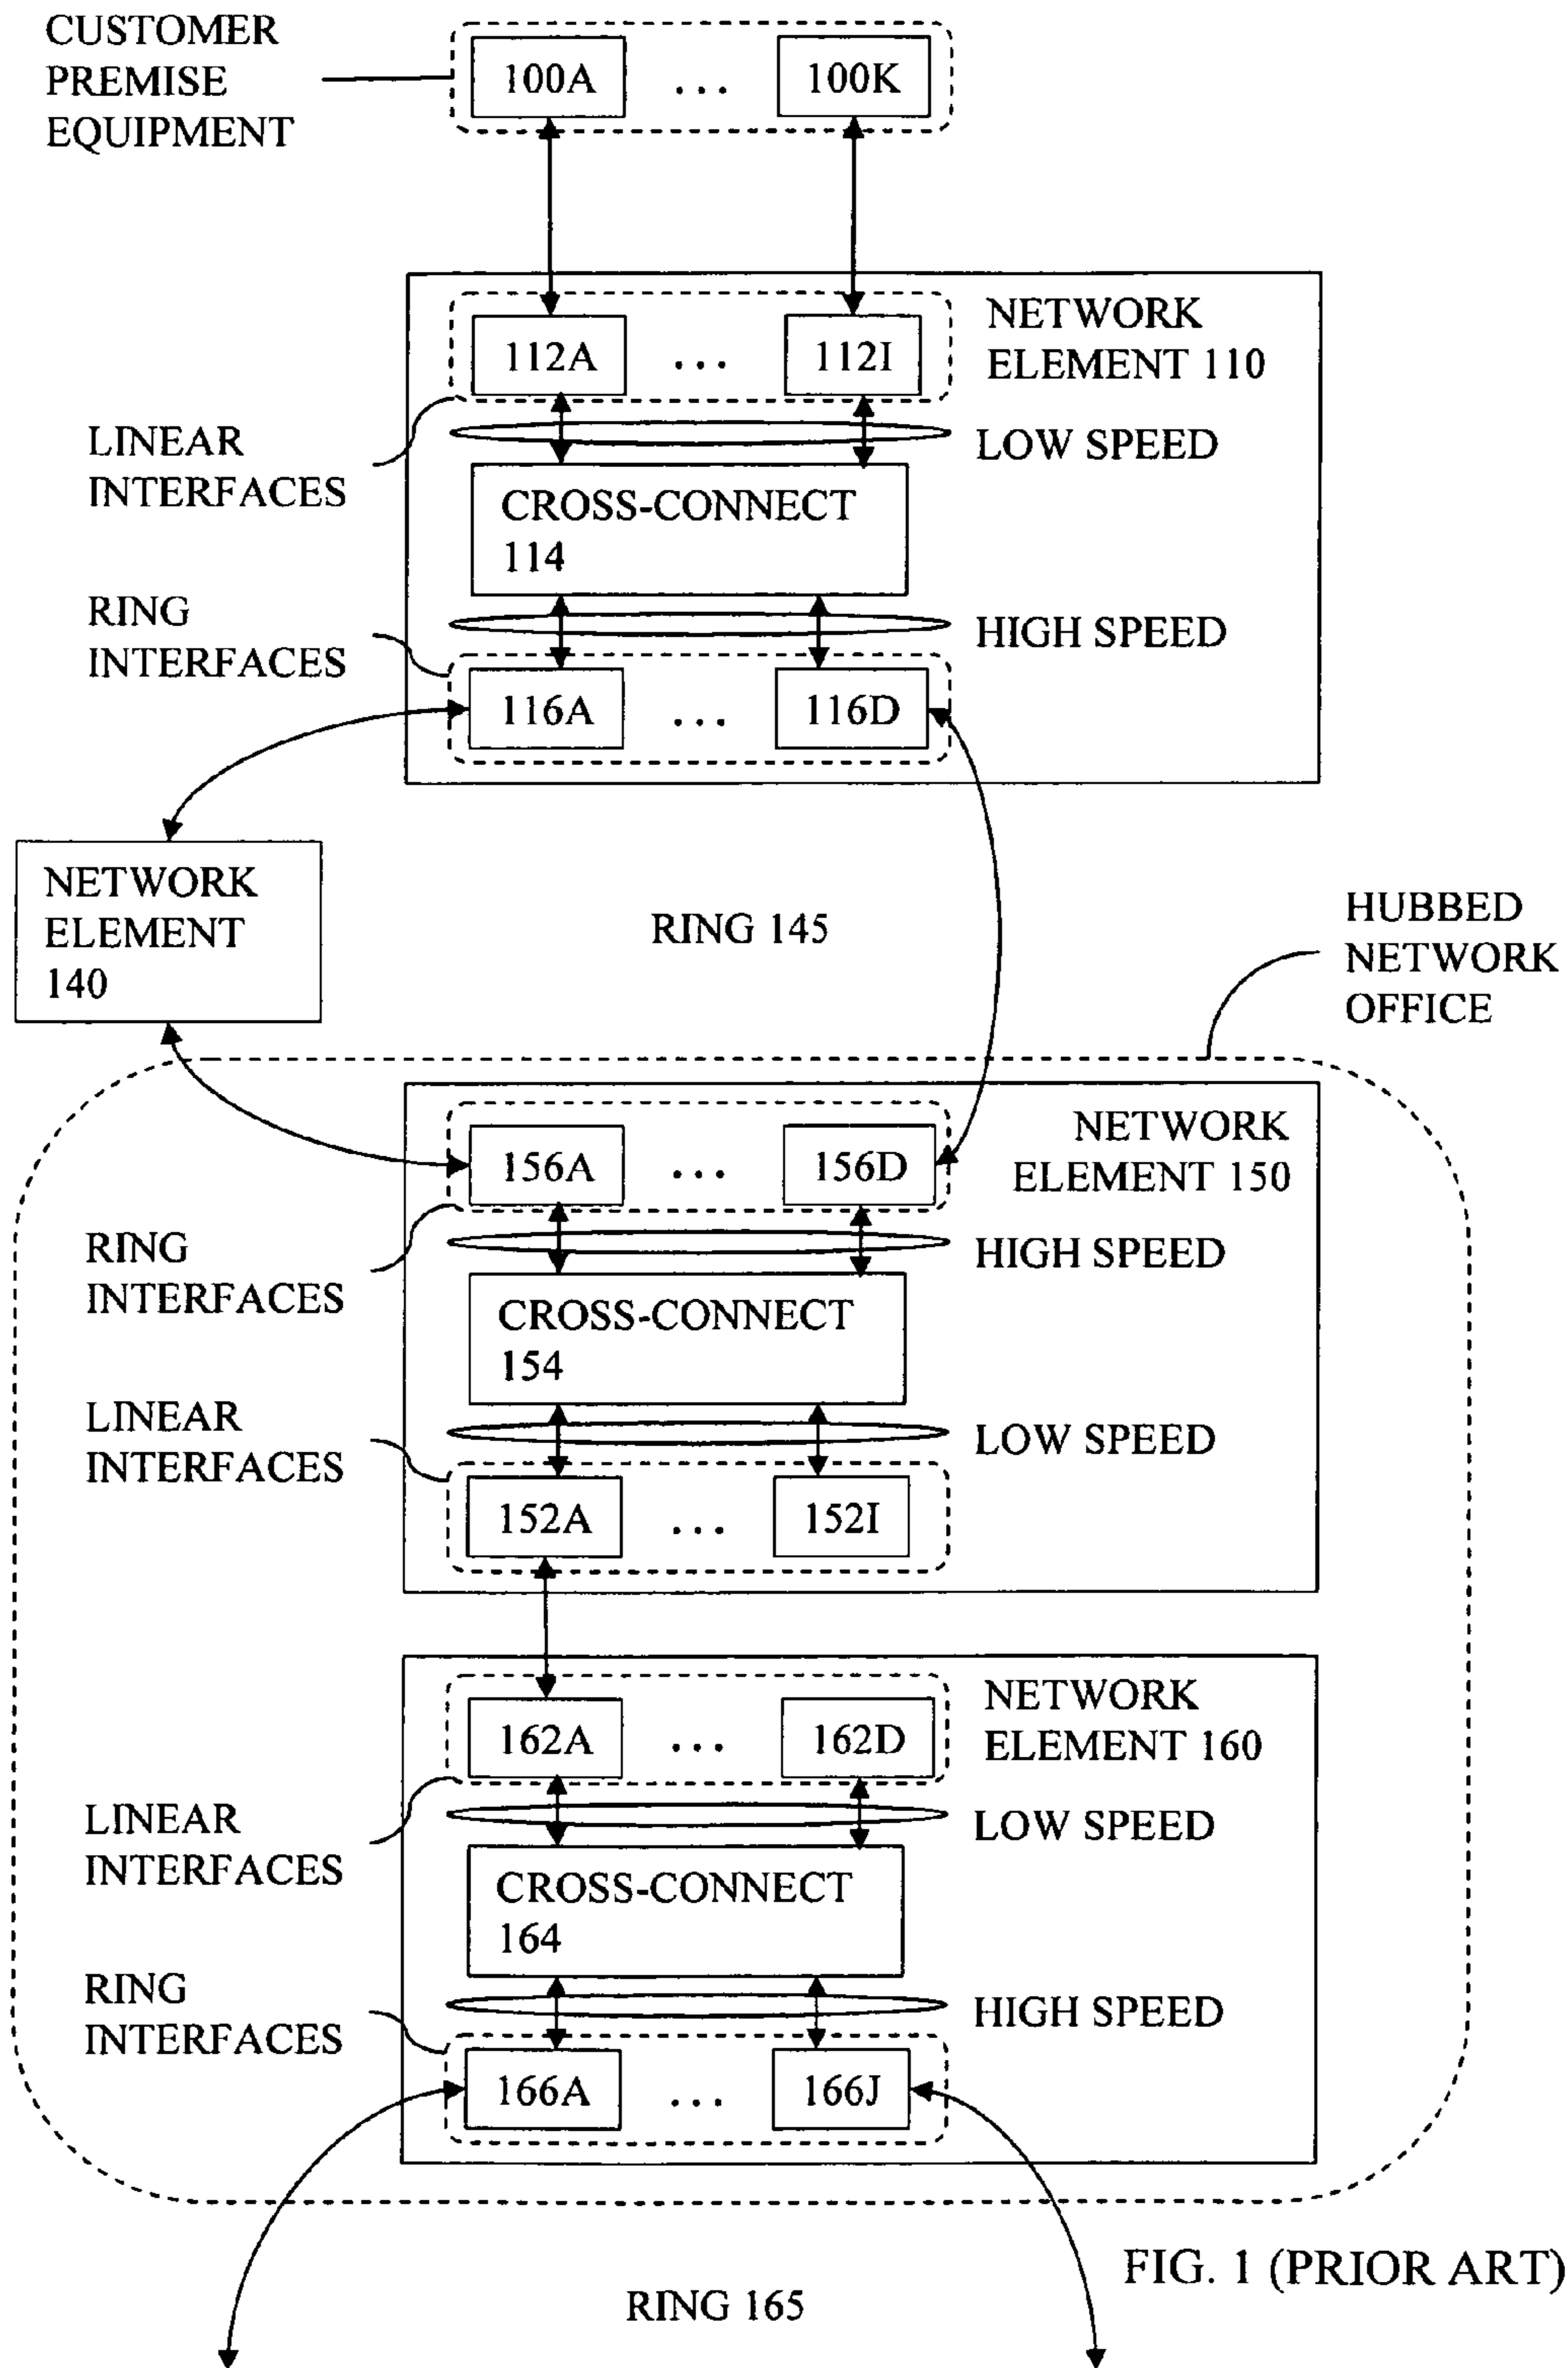 CUSTOMER
PREMISE
EQUIPMENT
100A ... 100K
NETWORK
ELEMENT 110
112A ... 112I
LINEAR
INTERFACES
LOW SPEED
CROSS-CONNECT
114
RING
INTERFACES
HIGH SPEED
116A ... 116D
NETWORK
ELEMENT
140
RING 145
HUBBED
NETWORK
OFFICE
NETWORK
ELEMENT 150
156A ... 156D
RING
INTERFACES
HIGH SPEED
CROSS-CONNECT
154
LINEAR
INTERFACES
LOW SPEED
152A ... 152I
NETWORK
ELEMENT 160
162A ... 162D
LINEAR
INTERFACES
LOW SPEED
CROSS-CONNECT
164
RING
INTERFACES
HIGH SPEED
166A ... 166J
FIG. 1 (PRIOR ART)
RING 165